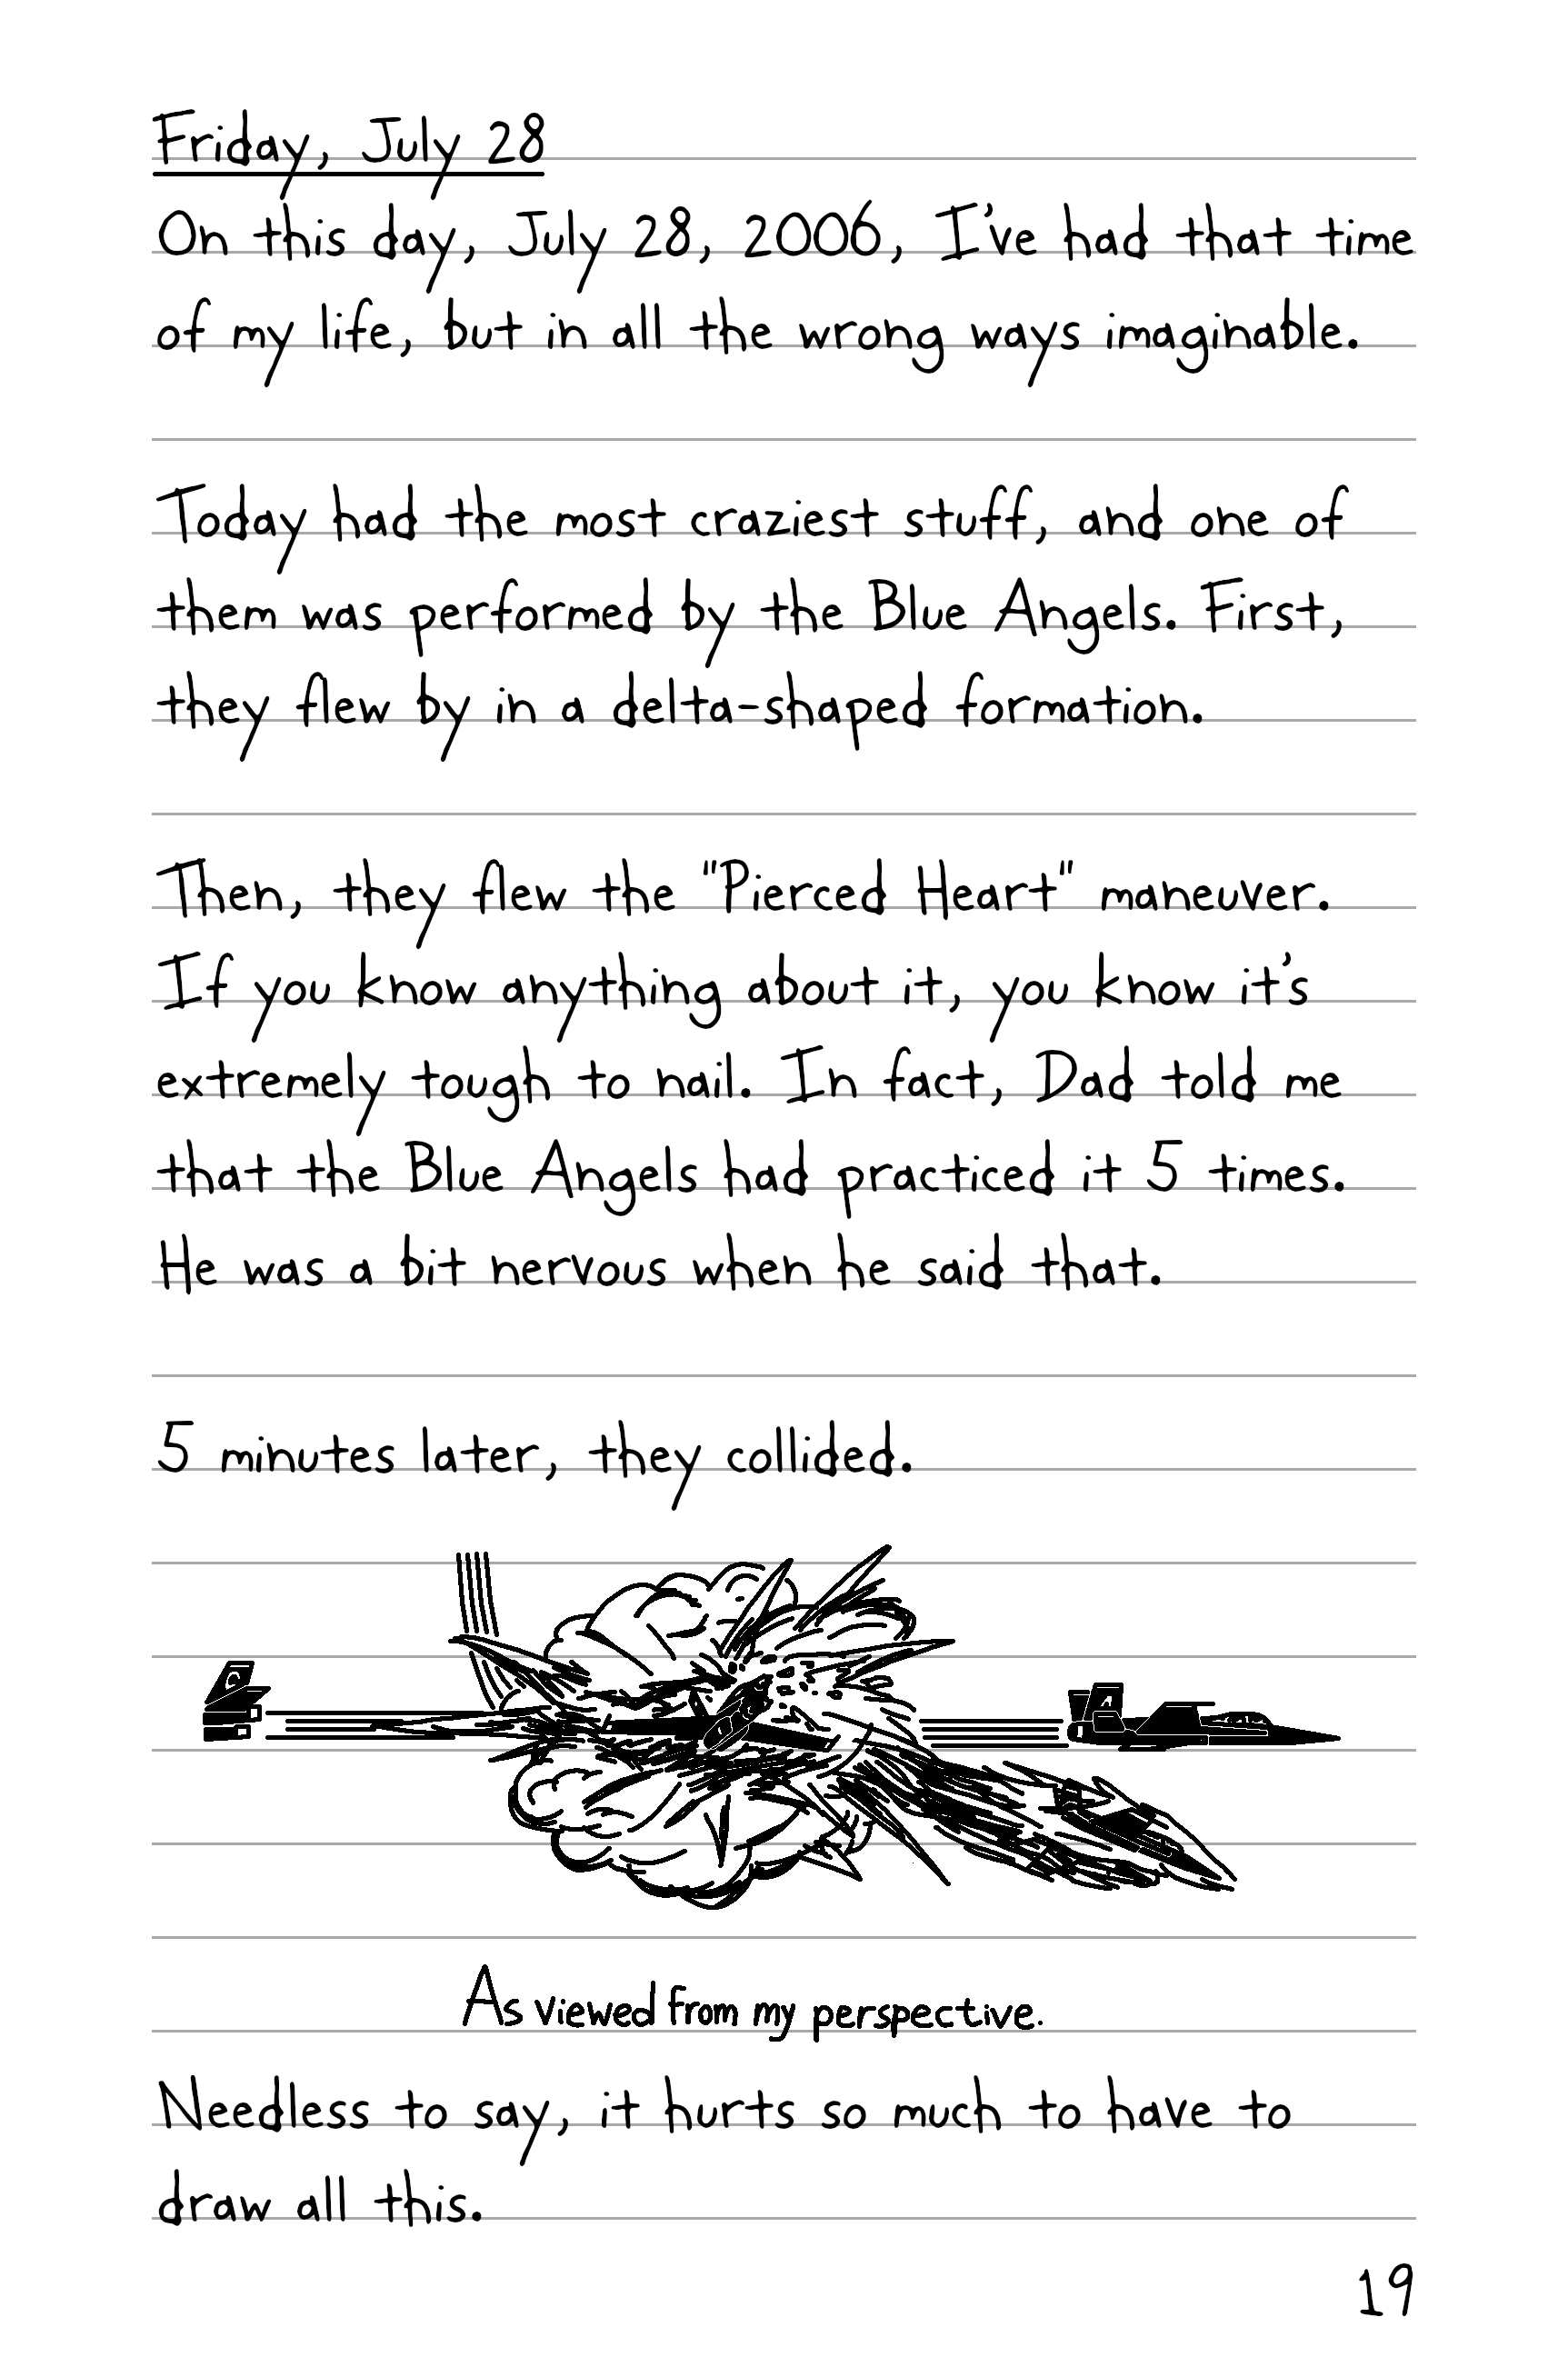 Friday, July 28
On this day, July 28, 2006, I've had that time
of my life, but in all the wrong ways imaginable.
Today had the most craziest stuff, and one of
them was performed by the Blue Angels. First,
they flew by in a delta-shaped formation.
Then, they flew the "Pierced Heart" maneuver.
If you know anything about it, you know it's
extremely tough to nail. In fact, Dad told me
that the Blue Angels had practiced it 5 times.
He was a bit nervous when he said that.
5 minutes later, they collided.
As viewed from my perspective.
Needless to say, it hurts so much to have to
draw all this.
19